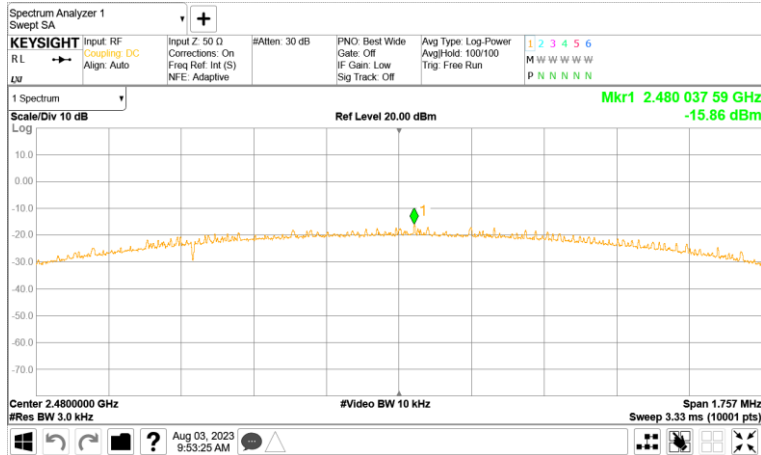 Spectrum Analyzer 1
Swept SA
+
KEYSIGHT
RL
LXI
Input: RF
Coupling: DC
Align: Auto
Input Z: 50 Ω
Corrections: On
Freq Ref: Int (S)
NFE: Adaptive
#Atten: 30 dB
PNO: Best Wide
Gate: Off
IF Gain: Low
Sig Track: Off
Avg Type: Log-Power
Avg|Hold: 100/100
Trig: Free Run
1 2 3 4 5 6
M W W W W W
P N N N N N
1 Spectrum
Mkr1 2.480 037 59 GHz
Scale/Div 10 dB
Ref Level 20.00 dBm
-15.86 dBm
Log
10.0
0.00
-10.0
1
-20.0
-30.0
-40.0
-50.0
-60.0
-70.0
Center 2.4800000 GHz
#Video BW 10 kHz
Span 1.757 MHz
#Res BW 3.0 kHz
Sweep 3.33 ms (10001 pts)
?
Aug 03, 2023
9:53:25 AM